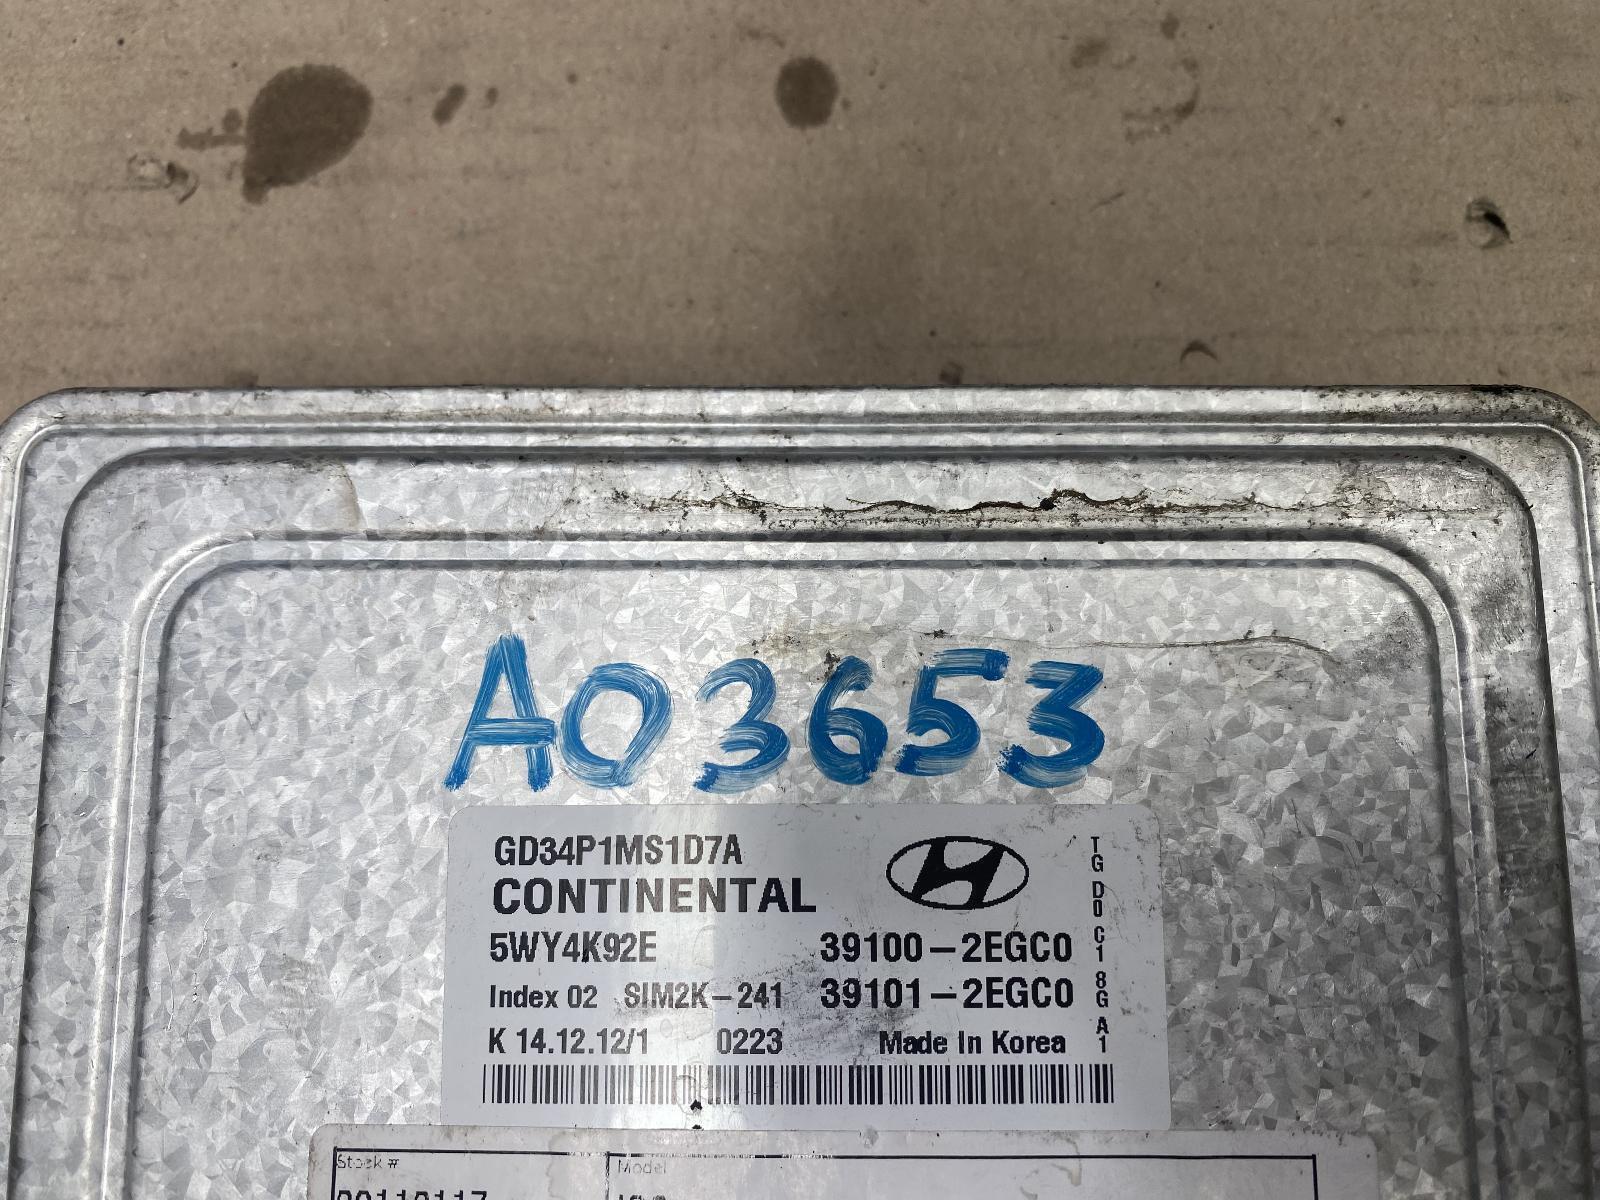 A03653
GD34P1MS1D7A
CONTINENTAL
5WY4K92E 39100-2EGC0
Index 02 SIM2K-241 39101-2EGC0
K 14.12.12/1 0223 Made In Korea
TG D0 C1 8G A1
Stock # Model